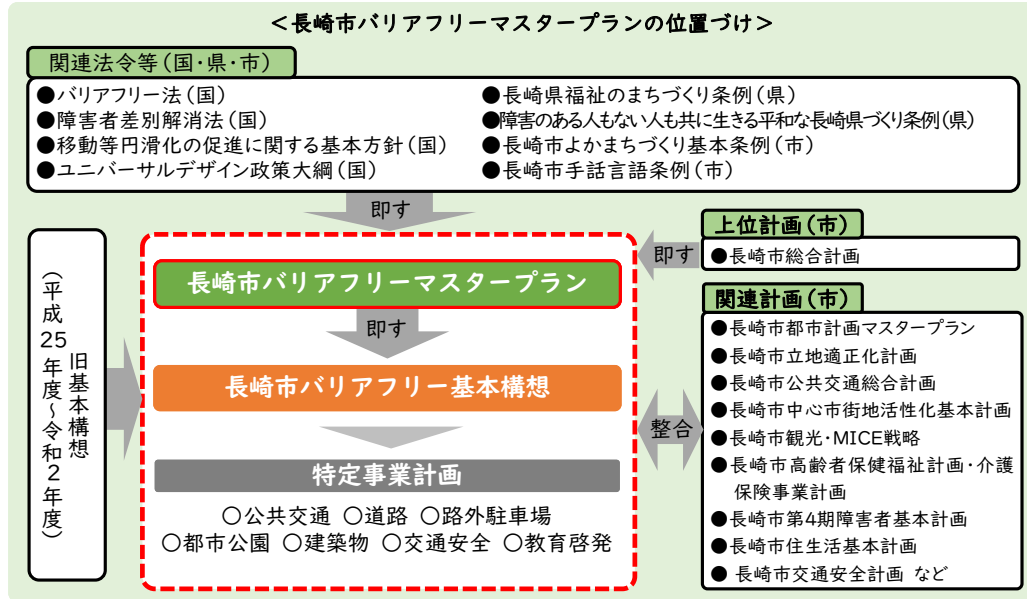 ＜長崎市バリアフリーマスタープランの位置づけ＞
関連法令等(国・県・市)
●バリアフリー法(国)
●障害者差別解消法(国)
●移動等円滑化の促進に関する基本方針(国)
●ユニバーサルデザイン政策大綱(国)
●長崎県福祉のまちづくり条例(県)
●障害のある人もない人も共に生きる平和な長崎県づくり条例(県)
●長崎市よかまちづくり基本条例(市)
●長崎市手話言語条例(市)
即す
旧基本構想
(平成25年度～令和2年度)
長崎市バリアフリーマスタープラン
即す
長崎市バリアフリー基本構想
特定事業計画
○公共交通 ○道路 ○路外駐車場
○都市公園 ○建築物 ○交通安全 ○教育啓発
即す
上位計画(市)
●長崎市総合計画
整合
関連計画(市)
●長崎市都市計画マスタープラン
●長崎市立地適正化計画
●長崎市公共交通総合計画
●長崎市中心市街地活性化基本計画
●長崎市観光・MICE戦略
●長崎市高齢者保健福祉計画・介護
保険事業計画
●長崎市第4期障害者基本計画
●長崎市住生活基本計画
● 長崎市交通安全計画 など